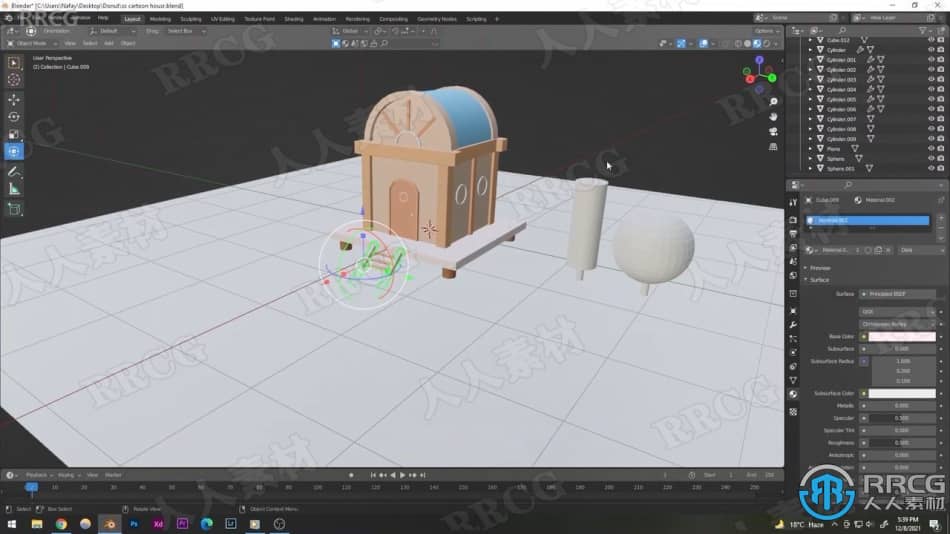 Blender* [C:\Users\Nafay\Desktop\Donut\ss cartoon housr.blend]
Help Layout Modeling Sculpting UV Editing Texture Paint Shading Animation Rendering Compositing Geometry Nodes Scripting + Scene View Layer
Orientation: Default Drag: Select Box Global Options
Object Mode View Select Add Object
User Perspective
(2) Collection | Cube.009
Cube.012
Cylinder
Cylinder.001
Cylinder.002
Cylinder.003
Cylinder.004
Cylinder.005
Cylinder.006
Cylinder.007
Cylinder.008
Cylinder.009
Plane
Sphere
Sphere.001
Cube.009 Material.002
Material.002
Data
Preview
Surface
Surface Principled BSDF
GGX
Christensen-Burley
Base Color
Subsurface 0.000
Subsurface Radius 1.000
0.200
0.100
Subsurface Color
Metallic 0.000
Specular 0.500
Specular Tint 0.000
Roughness 0.500
Anisotropic 0.000
Playback Keying View Marker 1 Start 1 End 250
2 10 20 30 40 50 60 70 80 90 100 110 120 130 140 150 160 170 180 190 200 210 220 230 240 250
Select Box Select Rotate View Object Context Menu
18°C Haze 5:39 PM
12/8/2021
RRCG
人人素材